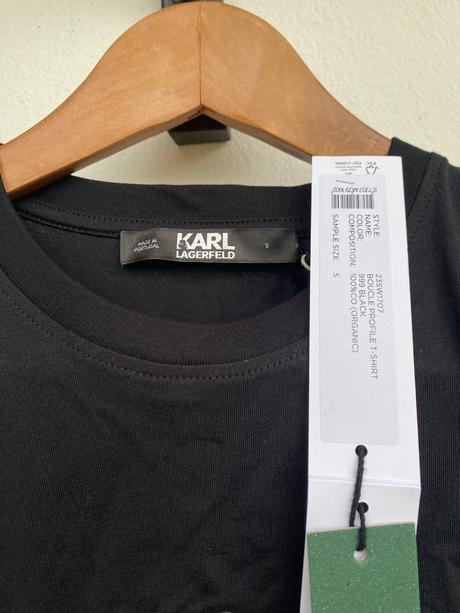 MADE IN
PORTUGAL
KARL
LAGERFELD
S
STYLE: 235W1707
NAME: BOUCLE PROFILE T-SHIRT
COLOR: 999 BLACK
COMPOSITION: 100%CO (ORGANIC)
SAMPLE SIZE: S